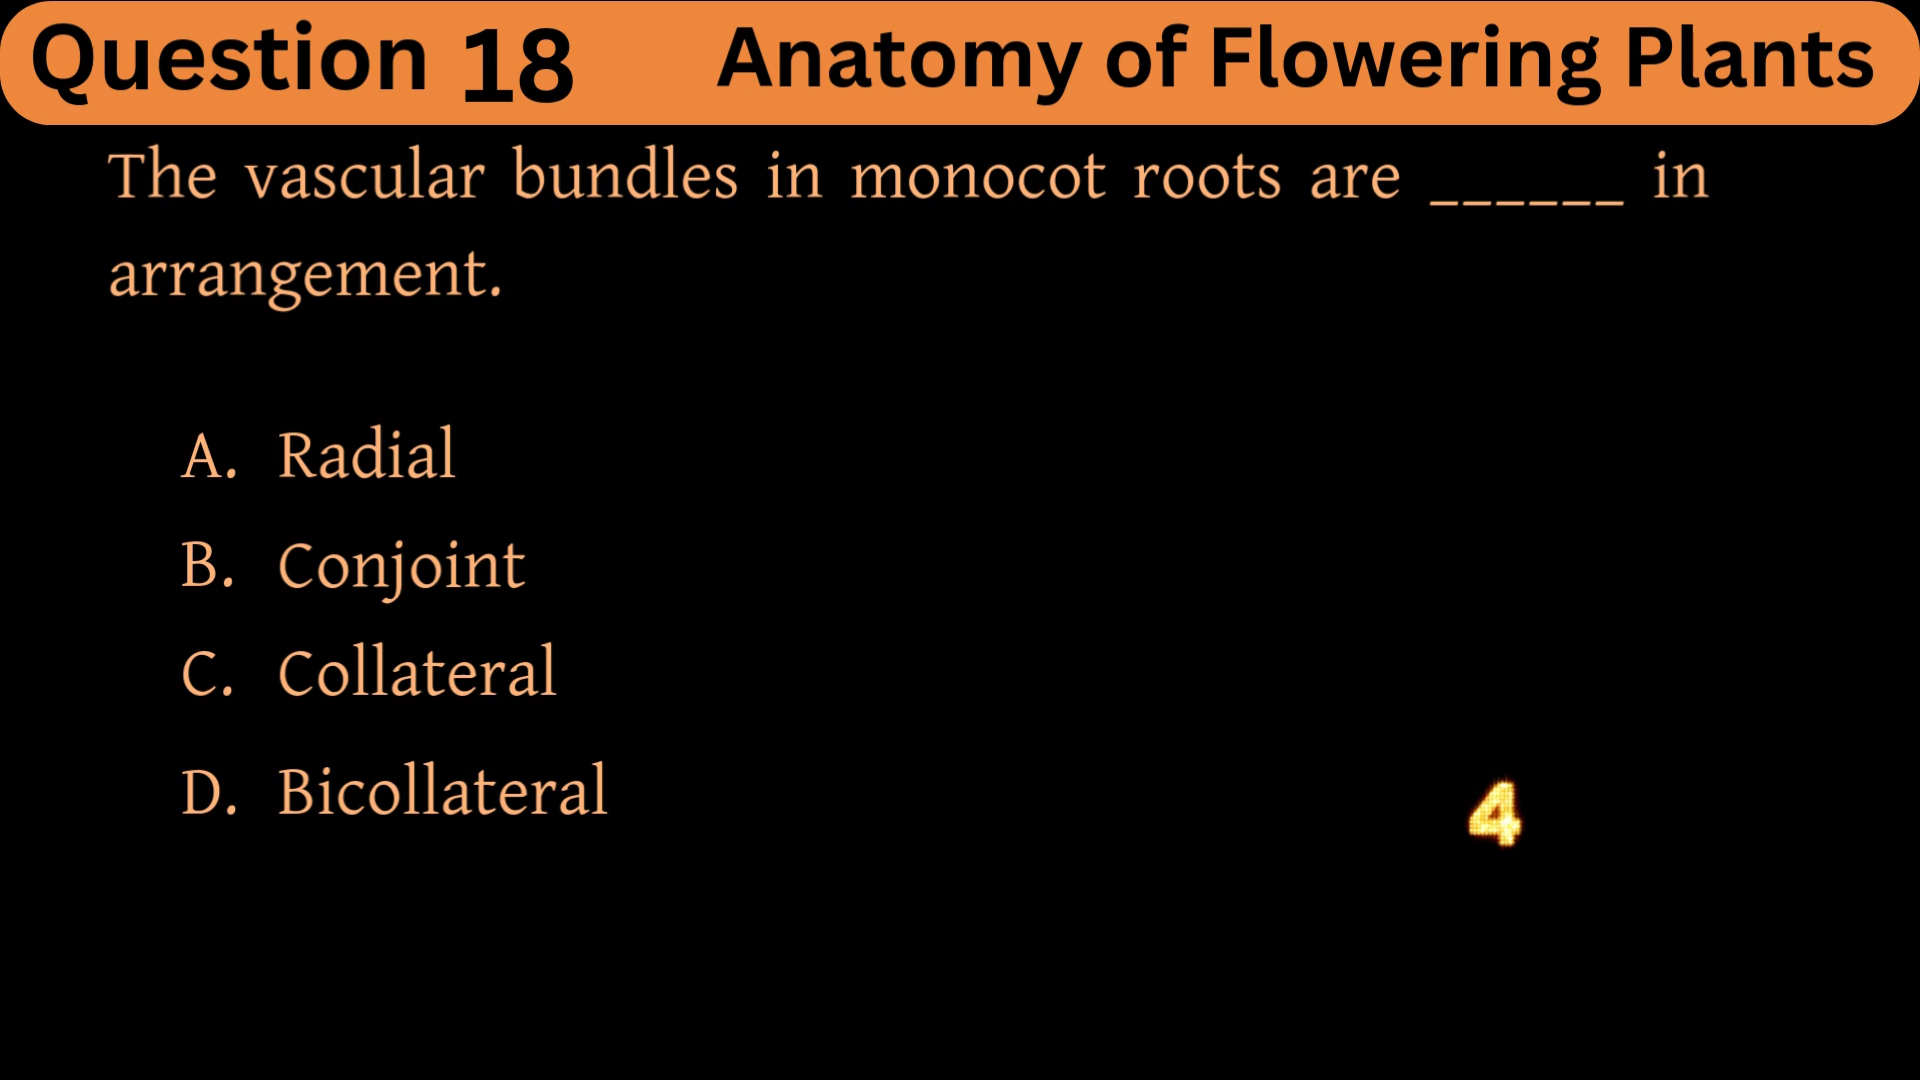 Question 18 Anatomy of Flowering Plants
The vascular bundles in monocot roots are ______ in
arrangement.
A. Radial
B. Conjoint
C. Collateral
D. Bicollateral
4